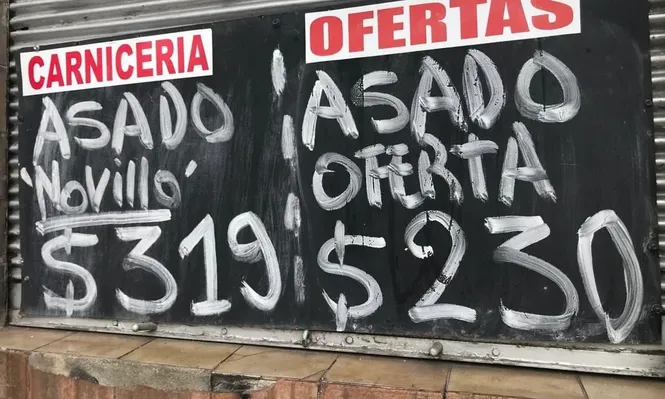 CARNICERIA
ASADO
'Novillo'
$319
OFERTAS
ASADO
OFERTA
$230